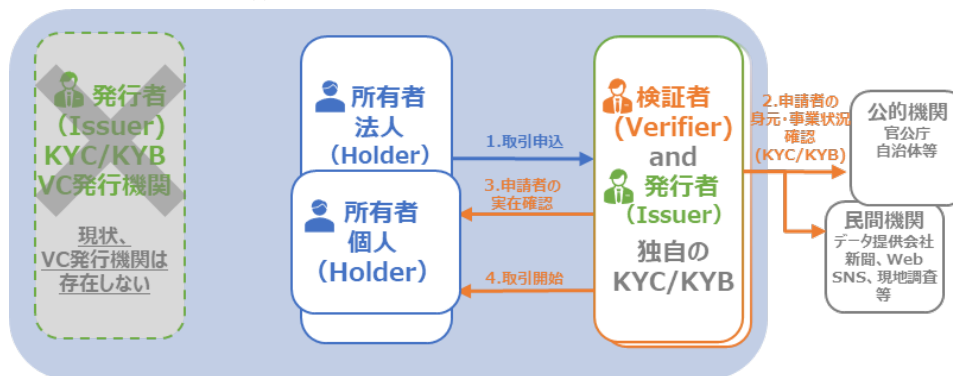 発行者
（Issuer）
KYC/KYB
VC発行機関
現状、
VC発行機関は
存在しない
所有者
法人
（Holder）
所有者
個人
（Holder）
1.取引申込
3.申請者の
実在確認
4.取引開始
検証者
(Verifier)
and
発行者
（Issuer）
独自の
KYC/KYB
2.申請者の
身元・事業状況
確認
(KYC/KYB)
公的機関
官公庁
自治体等
民間機関
データ提供会社
新聞、Web
SNS、現地調査
等